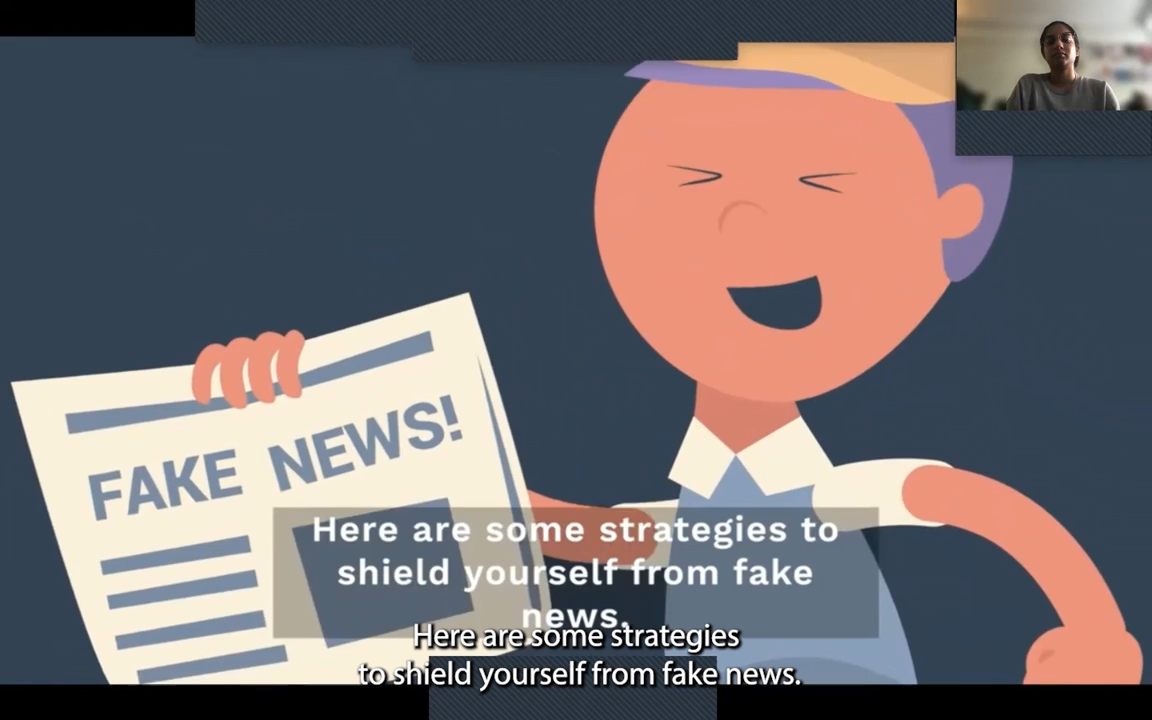 FAKE NEWS!
Here are some strategies to
shield yourself from fake
news.
Here are some strategies
to shield yourself from fake news.